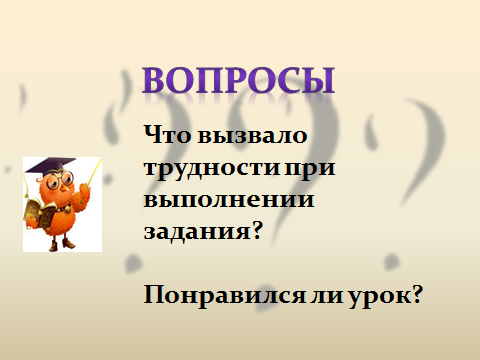 ВОПРОСЫ
Что вызвало
трудности при
выполнении
задания?
Понравился ли урок?